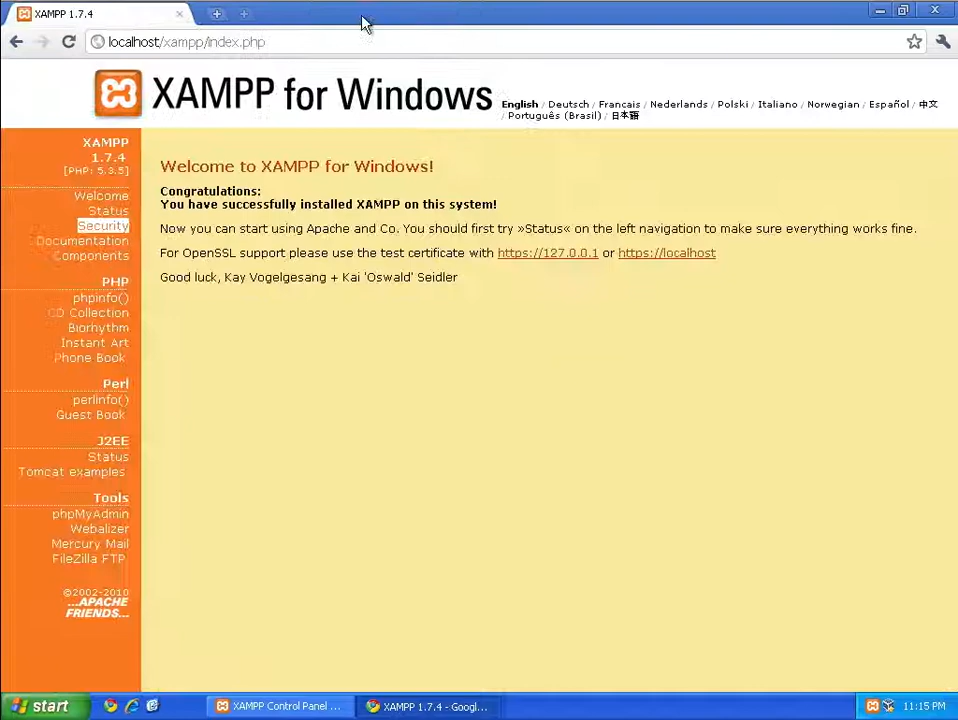 XAMPP 1.7.4
localhost/xampp/index.php
XAMPP for Windows
English / Deutsch / Francais / Nederlands / Polski / Italiano / Norwegian / Español / 中文
/ Português (Brasil) / 日本語
XAMPP
1.7.4
[PHP: 5.3.5]
Welcome
Status
Security
Documentation
Components
PHP
phpinfo()
CD Collection
Biorhythm
Instant Art
Phone Book
Perl
perlinfo()
Guest Book
J2EE
Status
Tomcat examples
Tools
phpMyAdmin
Webalizer
Mercury Mail
FileZilla FTP
©2002-2010
...APACHE
FRIENDS...
Welcome to XAMPP for Windows!
Congratulations:
You have successfully installed XAMPP on this system!
Now you can start using Apache and Co. You should first try »Status« on the left navigation to make sure everything works fine.
For OpenSSL support please use the test certificate with https://127.0.0.1 or https://localhost
Good luck, Kay Vogelgesang + Kai 'Oswald' Seidler
start
XAMPP Control Panel ...
XAMPP 1.7.4 - Googl...
11:15 PM